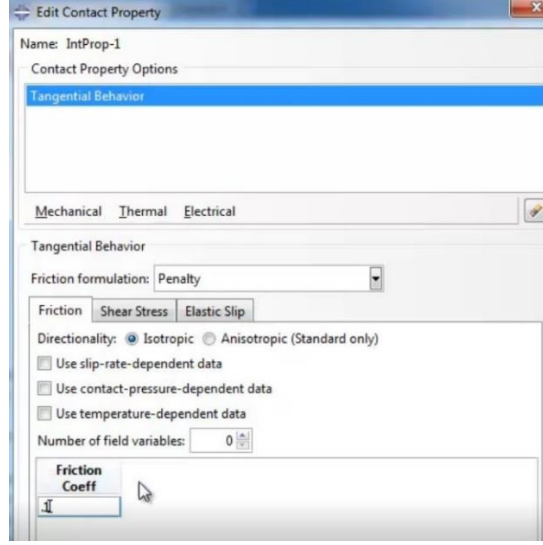 Edit Contact Property
Name: IntProp-1
Contact Property Options
Tangential Behavior
Mechanical Thermal Electrical
Tangential Behavior
Friction formulation: Penalty
Friction Shear Stress Elastic Slip
Directionality: Isotropic Anisotropic (Standard only)
Use slip-rate-dependent data
Use contact-pressure-dependent data
Use temperature-dependent data
Number of field variables: 0
Friction
Coeff
.1